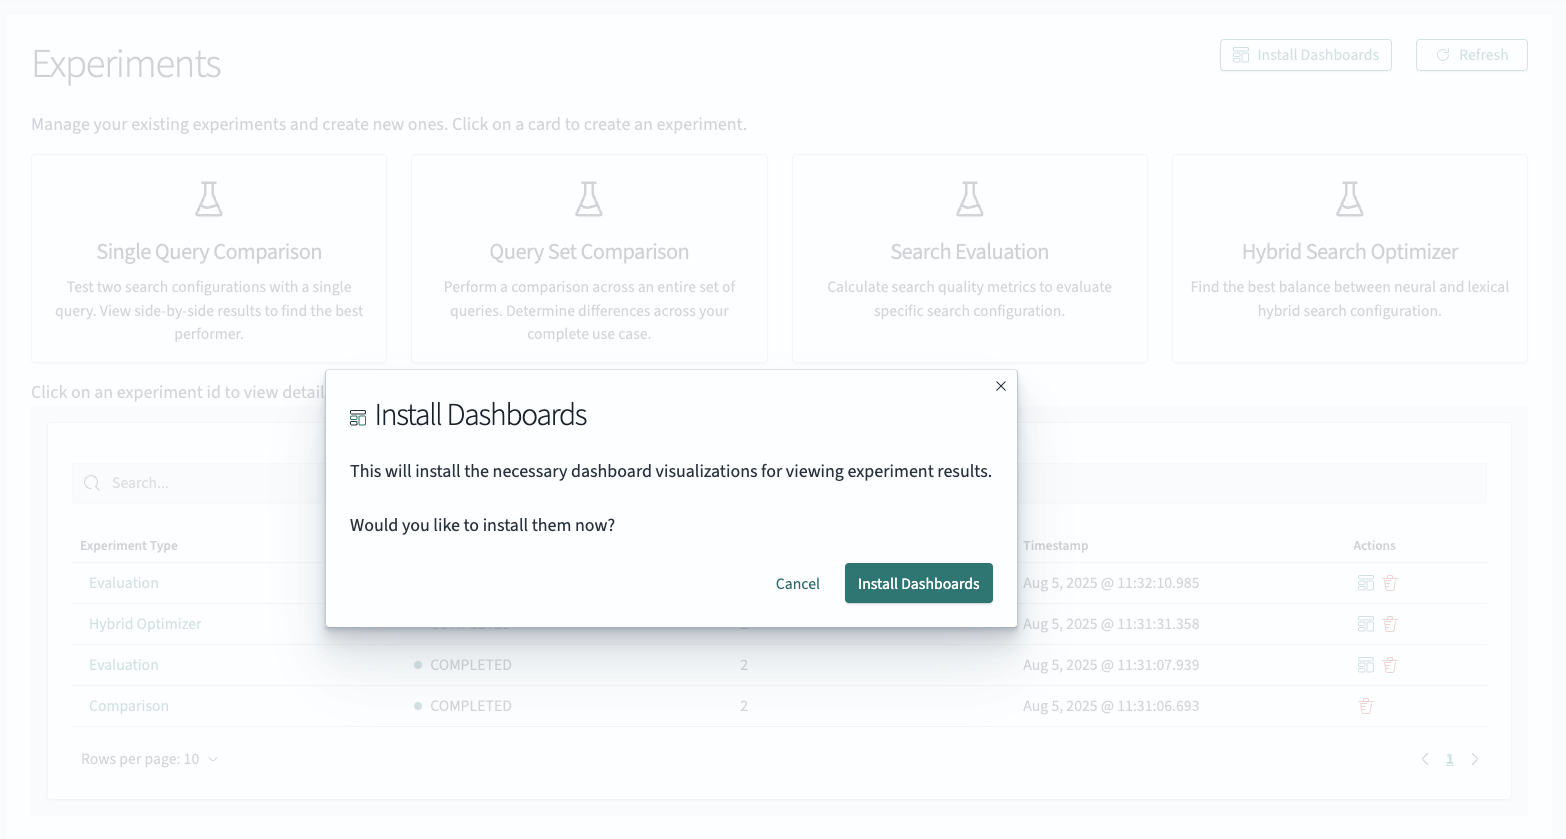 Experiments
Install Dashboards
Refresh
Manage your existing experiments and create new ones. Click on a card to create an experiment.
Single Query Comparison
Test two search configurations with a single
query. View side-by-side results to find the best
performer.
Query Set Comparison
Perform a comparison across an entire set of
queries. Determine differences across your
complete use case.
Search Evaluation
Calculate search quality metrics to evaluate
specific search configuration.
Hybrid Search Optimizer
Find the best balance between neural and lexical
hybrid search configuration.
Click on an experiment id to view detail
Install Dashboards
This will install the necessary dashboard visualizations for viewing experiment results.
Would you like to install them now?
Cancel
Install Dashboards
Search...
Experiment Type
Timestamp
Actions
Evaluation
Aug 5, 2025 @ 11:32:10.985
Hybrid Optimizer
Aug 5, 2025 @ 11:31:31.358
Evaluation
COMPLETED
2
Aug 5, 2025 @ 11:31:07.939
Comparison
COMPLETED
2
Aug 5, 2025 @ 11:31:06.693
Rows per page: 10
1